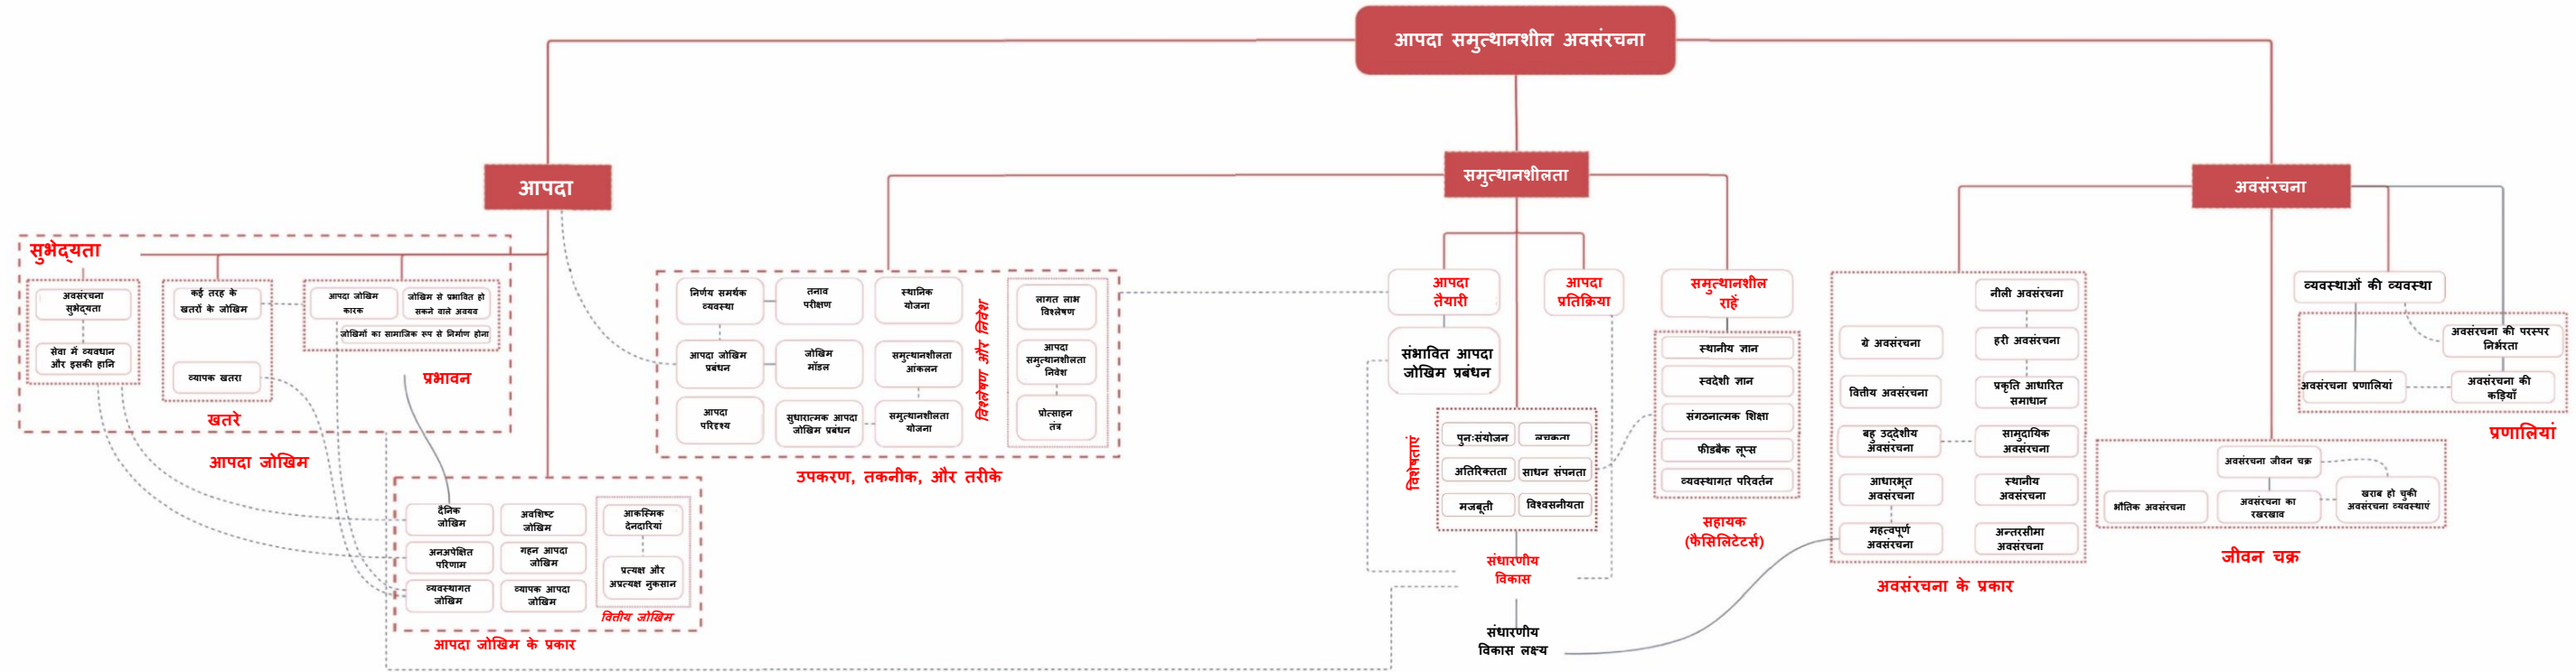 आपदा समुत्थानशील अवसंरचना
आपदा
समुत्थानशीलता
अवसंरचना
सुभेद्यता
अवसंरचना
सुभेद्यता
सेवा में व्यवधान
और इसकी हानि
कई तरह के
खतरों के जोखिम
व्यापक खतरा
खतरे
आपदा जोखिम
कारक
जोखिम से प्रभावित हो
सकने वाले अवयव
जोखिमों का सामाजिक रूप से निर्माण होना
प्रभावन
आपदा जोखिम
दैनिक
जोखिम
अवशिष्ट
जोखिम
अनअपेक्षित
परिणाम
गहन आपदा
जोखिम
व्यवस्थागत
जोखिम
व्यापक आपदा
जोखिम
आकस्मिक
देनदारियां
प्रत्यक्ष और
अप्रत्यक्ष नुकसान
वित्तीय जोखिम
आपदा जोखिम के प्रकार
निर्णय समर्थक
व्यवस्था
तनाव
परीक्षण
स्थानिक
योजना
आपदा जोखिम
प्रबंधन
जोखिम
मॉडल
समुत्थानशीलता
आंकलन
आपदा
परिदृश्य
सुधारात्मक आपदा
जोखिम प्रबंधन
समुत्थानशीलता
योजना
विश्लेषण और निवेश
लागत लाभ
विश्लेषण
आपदा
समुत्थानशीलता
निवेश
प्रोत्साहन
तंत्र
उपकरण, तकनीक, और तरीके
आपदा
तैयारी
संभावित आपदा
जोखिम प्रबंधन
आपदा
प्रतिक्रिया
विशेषताएं
पुनःसंयोजन
लचकता
अतिरिक्तता
साधन संपनता
मजबूती
विश्वसनीयता
संधारणीय
विकास
संधारणीय
विकास लक्ष्य
समुत्थानशील
राहें
स्थानीय ज्ञान
स्वदेशी ज्ञान
संगठनात्मक शिक्षा
फीडबैक लूप्स
व्यवस्थागत परिवर्तन
सहायक
(फैसिलिटेटर्स)
नीली अवसंरचना
ग्रे अवसंरचना
हरी अवसंरचना
वित्तीय अवसंरचना
प्रकृति आधारित
समाधान
बहु उद्देशीय
अवसंरचना
सामुदायिक
अवसंरचना
आधारभूत
अवसंरचना
स्थानीय
अवसंरचना
महत्वपूर्ण
अवसंरचना
अन्तरसीमा
अवसंरचना
अवसंरचना के प्रकार
अवसंरचना जीवन चक्र
भौतिक अवसंरचना
अवसंरचना का
रखरखाव
खराब हो चुकी
अवसंरचना व्यवस्थाएं
जीवन चक्र
व्यवस्थाओं की व्यवस्था
अवसंरचना की परस्पर
निर्भरता
अवसंरचना प्रणालियां
अवसंरचना की
कड़ियाँ
प्रणालियां